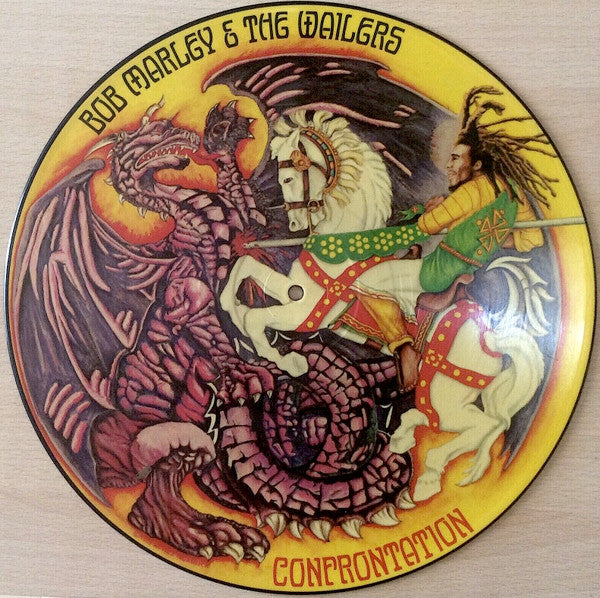 BOB MARLEY & THE WAILERS
CONFRONTATION